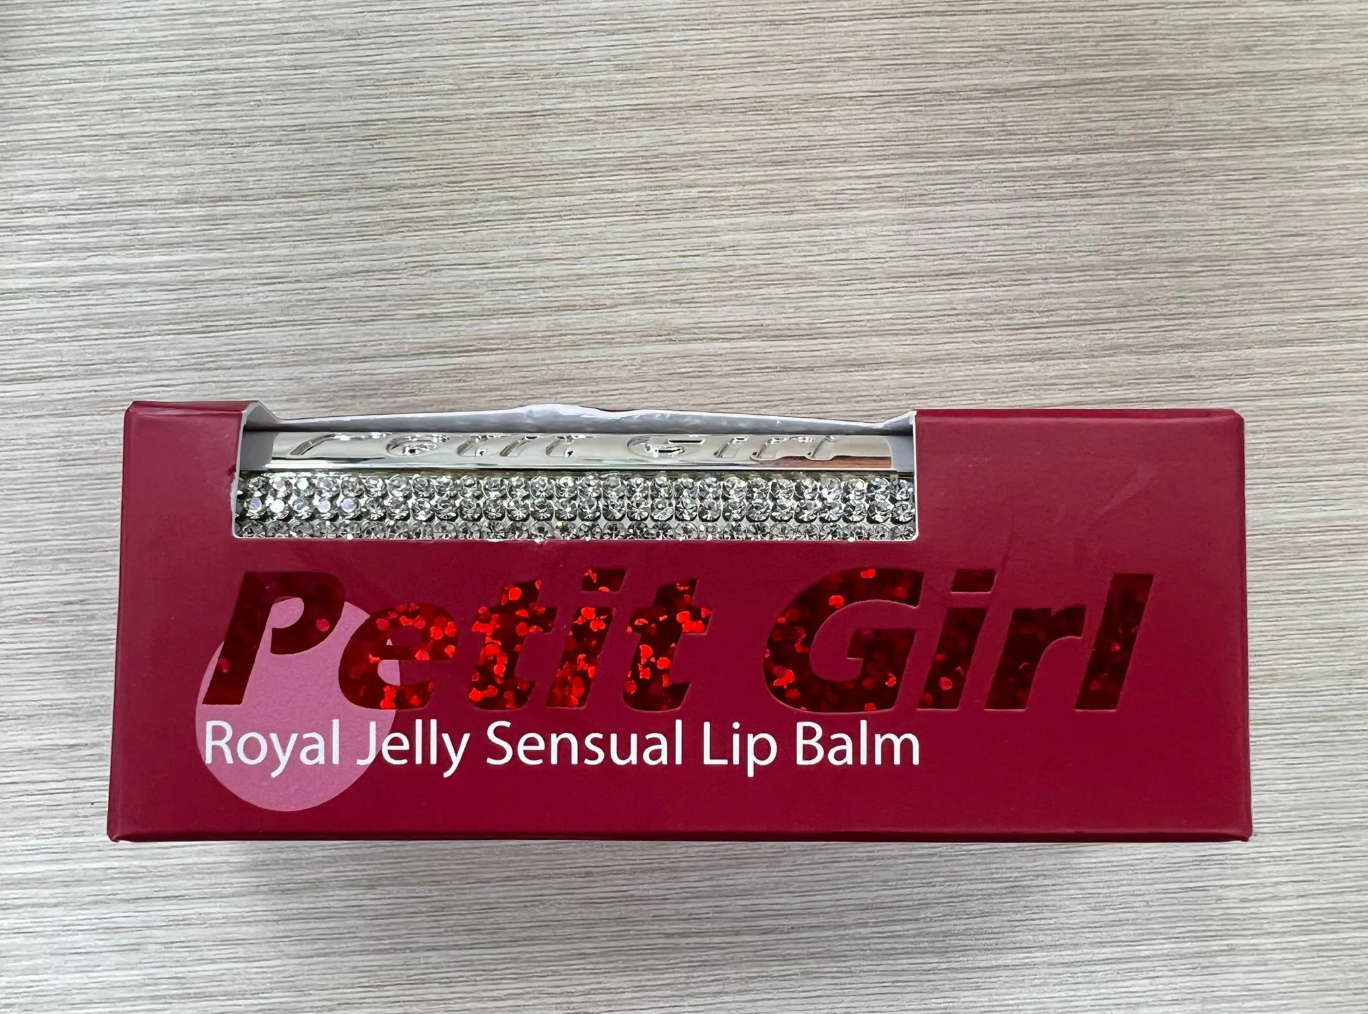 Petit Girl
Petit Girl
Royal Jelly Sensual Lip Balm